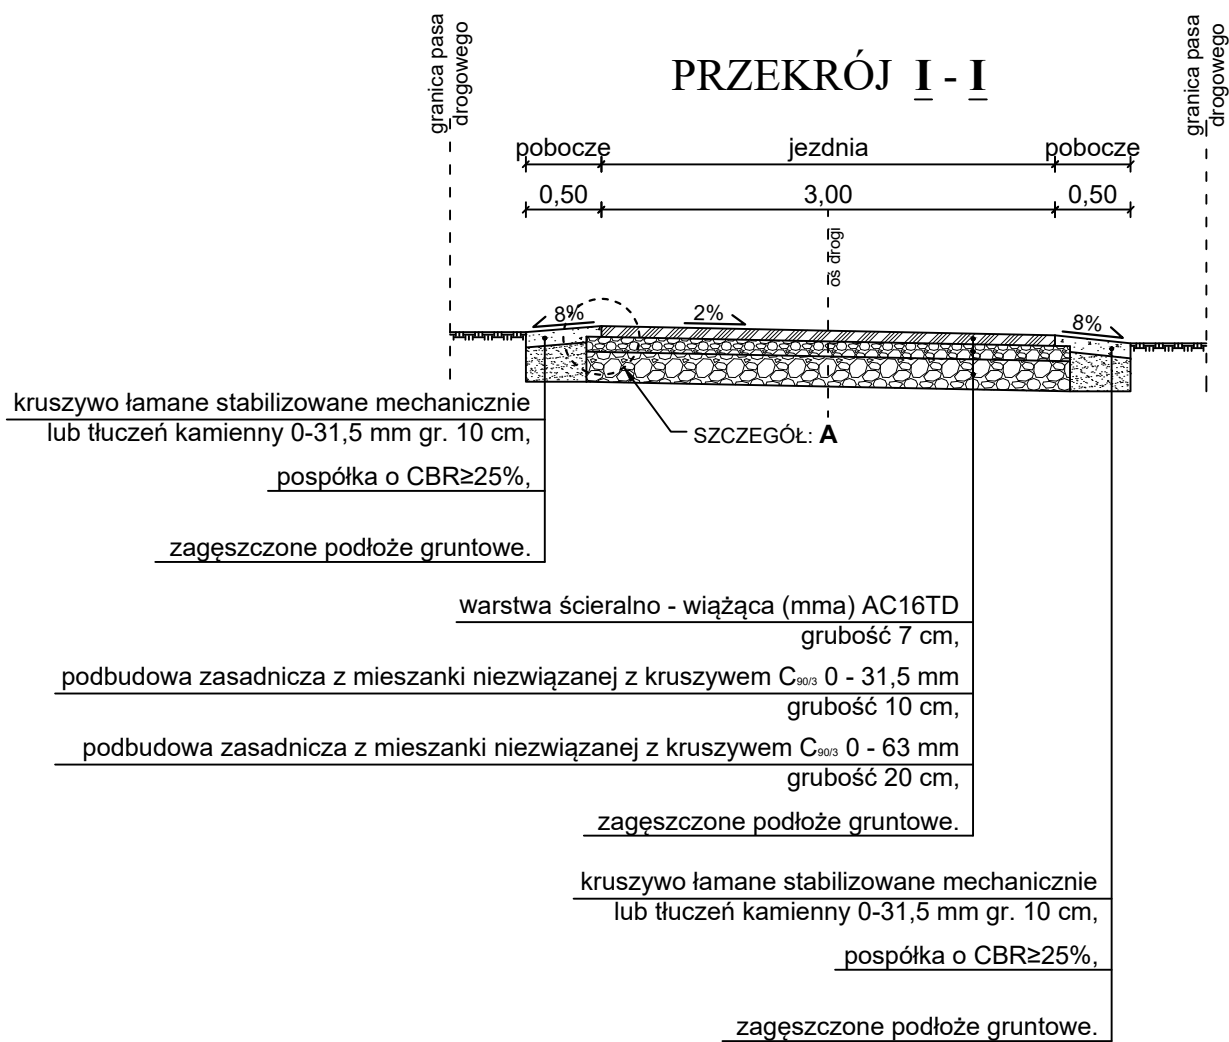 granica pasa
drogowego
PRZEKRÓJ I - I
granica pasa
drogowego
pobocze
jezdnia
pobocze
0,50
3,00
0,50
oś drogi
8%
2%
8%
SZCZEGÓŁ: A
kruszywo łamane stabilizowane mechanicznie
lub tłuczeń kamienny 0-31,5 mm gr. 10 cm,
pospółka o CBR≥25%,
zagęszczone podłoże gruntowe.
warstwa ścieralno - wiążąca (mma) AC16TD
grubość 7 cm,
podbudowa zasadnicza z mieszanki niezwiązanej z kruszywem C90/3 0 - 31,5 mm
grubość 10 cm,
podbudowa zasadnicza z mieszanki niezwiązanej z kruszywem C90/3 0 - 63 mm
grubość 20 cm,
zagęszczone podłoże gruntowe.
kruszywo łamane stabilizowane mechanicznie
lub tłuczeń kamienny 0-31,5 mm gr. 10 cm,
pospółka o CBR≥25%,
zagęszczone podłoże gruntowe.